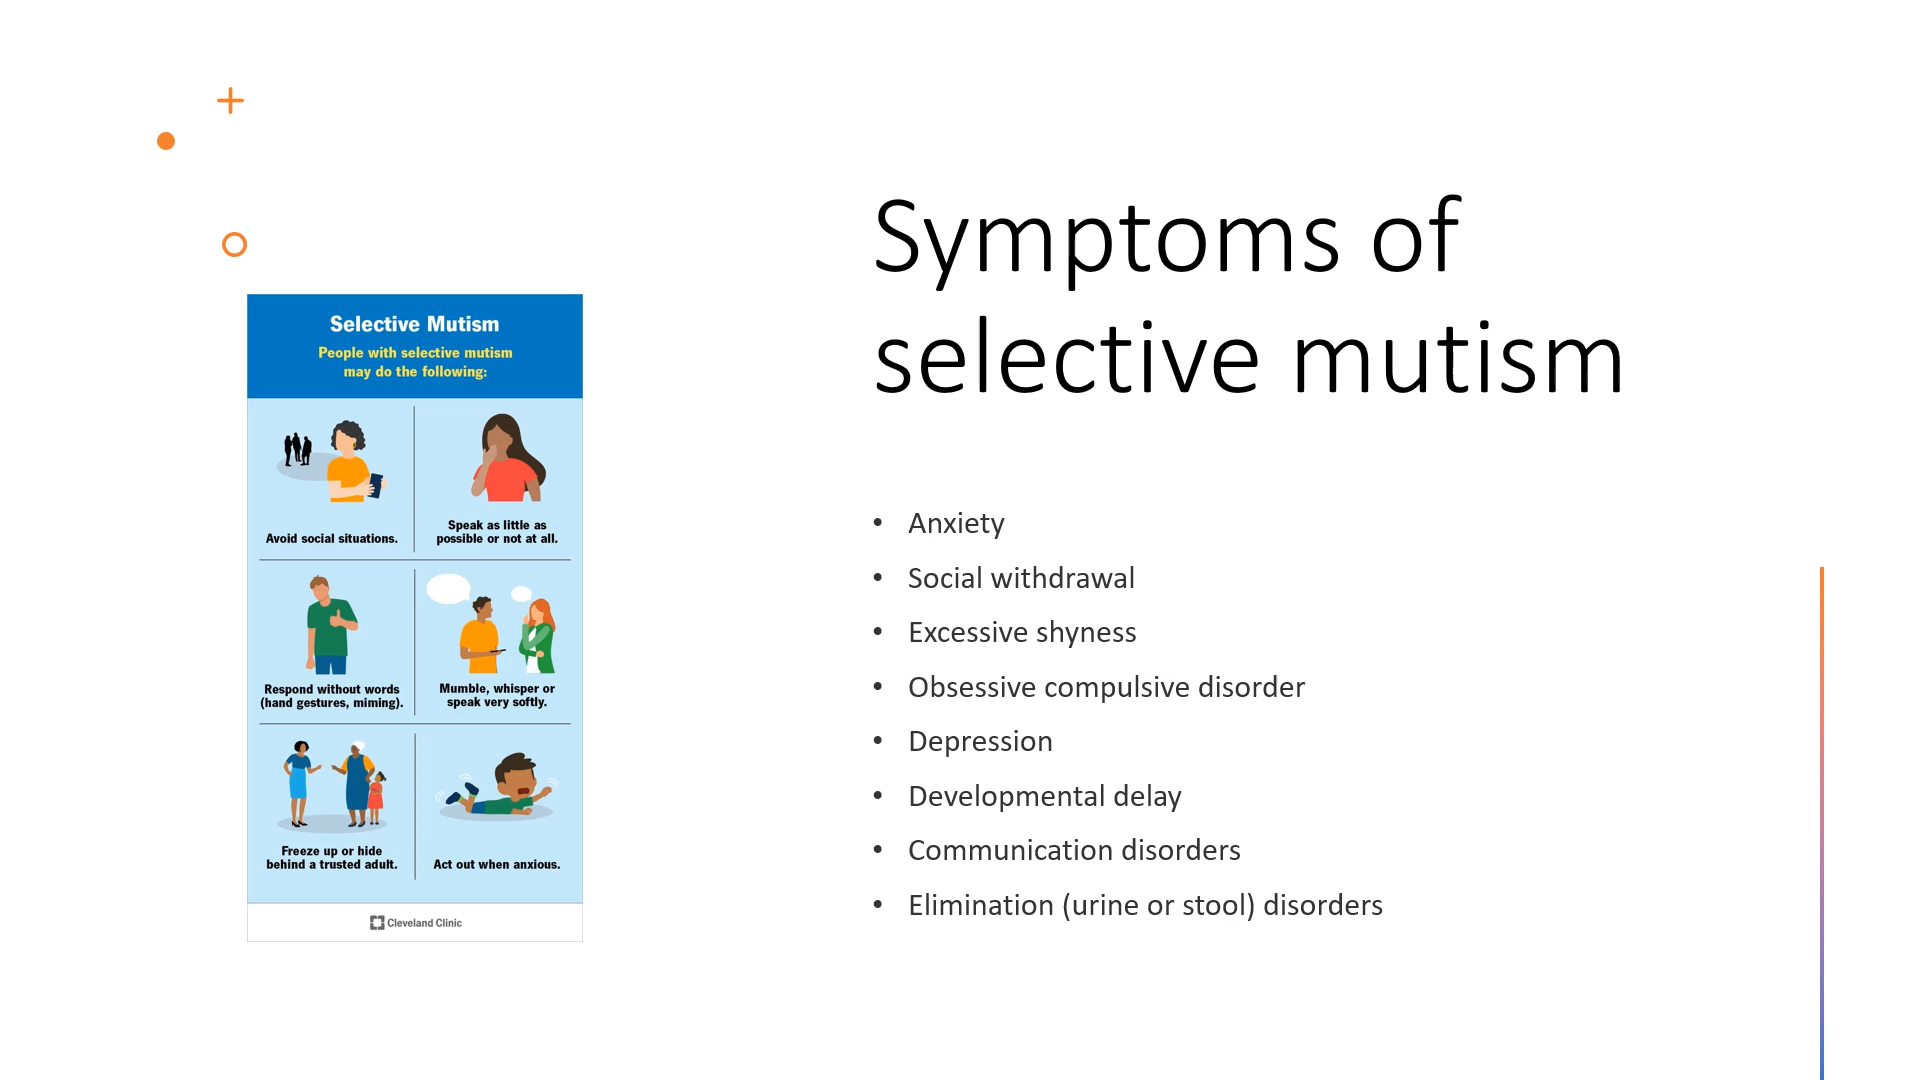 Selective Mutism
People with selective mutism
may do the following:
Avoid social situations.
Speak as little as
possible or not at all.
Respond without words
(hand gestures, miming).
Mumble, whisper or
speak very softly.
Freeze up or hide
behind a trusted adult.
Act out when anxious.
Cleveland Clinic
Symptoms of
selective mutism
• Anxiety
• Social withdrawal
• Excessive shyness
• Obsessive compulsive disorder
• Depression
• Developmental delay
• Communication disorders
• Elimination (urine or stool) disorders